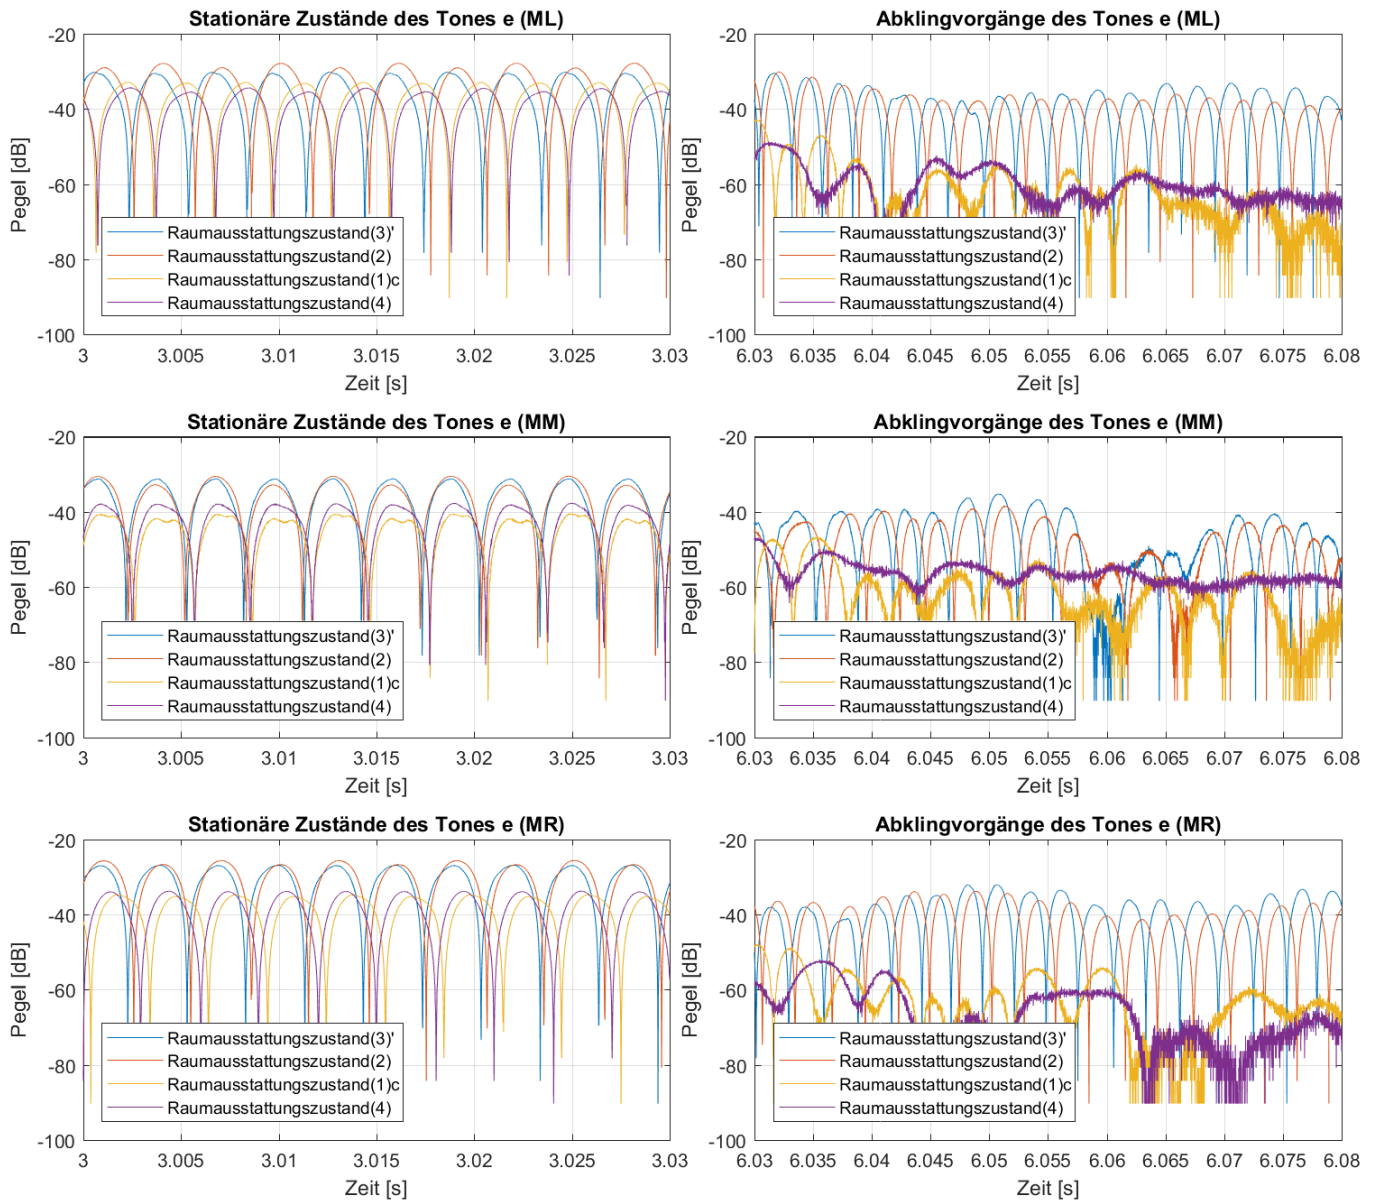 Stationäre Zustände des Tones e (ML)
-20
-40
-60
-80
-100
Pegel [dB]
Raumausstattungszustand(3)'
Raumausstattungszustand(2)
Raumausstattungszustand(1)c
Raumausstattungszustand(4)
3 3.005 3.01 3.015 3.02 3.025 3.03
Zeit [s]
Abklingvorgänge des Tones e (ML)
-20
-40
-60
-80
-100
Pegel [dB]
Raumausstattungszustand(3)'
Raumausstattungszustand(2)
Raumausstattungszustand(1)c
Raumausstattungszustand(4)
6.03 6.035 6.04 6.045 6.05 6.055 6.06 6.065 6.07 6.075 6.08
Zeit [s]
Stationäre Zustände des Tones e (MM)
-20
-40
-60
-80
-100
Pegel [dB]
Raumausstattungszustand(3)'
Raumausstattungszustand(2)
Raumausstattungszustand(1)c
Raumausstattungszustand(4)
3 3.005 3.01 3.015 3.02 3.025 3.03
Zeit [s]
Abklingvorgänge des Tones e (MM)
-20
-40
-60
-80
-100
Pegel [dB]
Raumausstattungszustand(3)'
Raumausstattungszustand(2)
Raumausstattungszustand(1)c
Raumausstattungszustand(4)
6.03 6.035 6.04 6.045 6.05 6.055 6.06 6.065 6.07 6.075 6.08
Zeit [s]
Stationäre Zustände des Tones e (MR)
-20
-40
-60
-80
-100
Pegel [dB]
Raumausstattungszustand(3)'
Raumausstattungszustand(2)
Raumausstattungszustand(1)c
Raumausstattungszustand(4)
3 3.005 3.01 3.015 3.02 3.025 3.03
Zeit [s]
Abklingvorgänge des Tones e (MR)
-20
-40
-60
-80
-100
Pegel [dB]
Raumausstattungszustand(3)'
Raumausstattungszustand(2)
Raumausstattungszustand(1)c
Raumausstattungszustand(4)
6.03 6.035 6.04 6.045 6.05 6.055 6.06 6.065 6.07 6.075 6.08
Zeit [s]